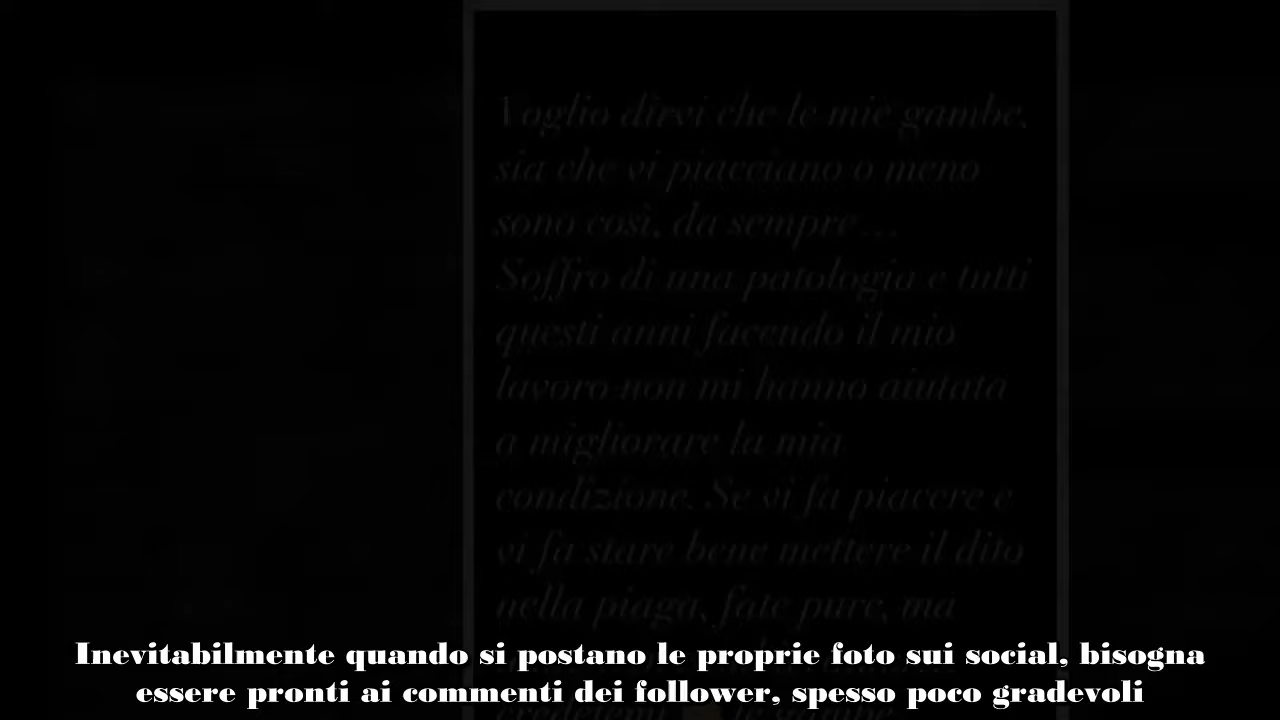 Voglio dirvi che le mie gambe,
sia che vi piacciano o meno
sono così, da sempre...
Soffro di una patologia e tutti
questi anni facendo il mio
lavoro non mi hanno aiutata
a migliorare la mia
condizione. Se vi fa piacere e
vi fa stare bene mettere il dito
nella piaga, fate pure, ma
Inevitabilmente quando si postano le proprie foto sui social, bisogna
essere pronti ai commenti dei follower, spesso poco gradevoli
credetemi le gambe